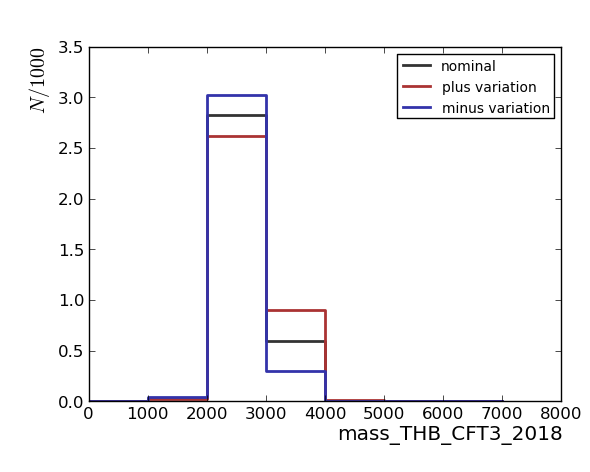 N/1000
3.5
3.0
2.5
2.0
1.5
1.0
0.5
0.0
nominal
plus variation
minus variation
0 1000 2000 3000 4000 5000 6000 7000 8000
mass_THB_CFT3_2018